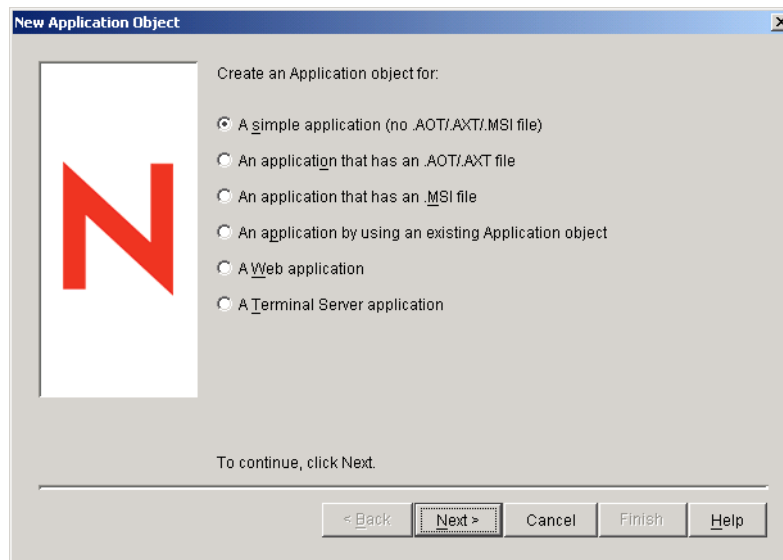 New Application Object
Create an Application object for:
A simple application (no .AOT/.AXT/.MSI file)
An application that has an .AOT/.AXT file
An application that has an .MSI file
An application by using an existing Application object
A Web application
A Terminal Server application
N
To continue, click Next.
< Back Next > Cancel Finish Help